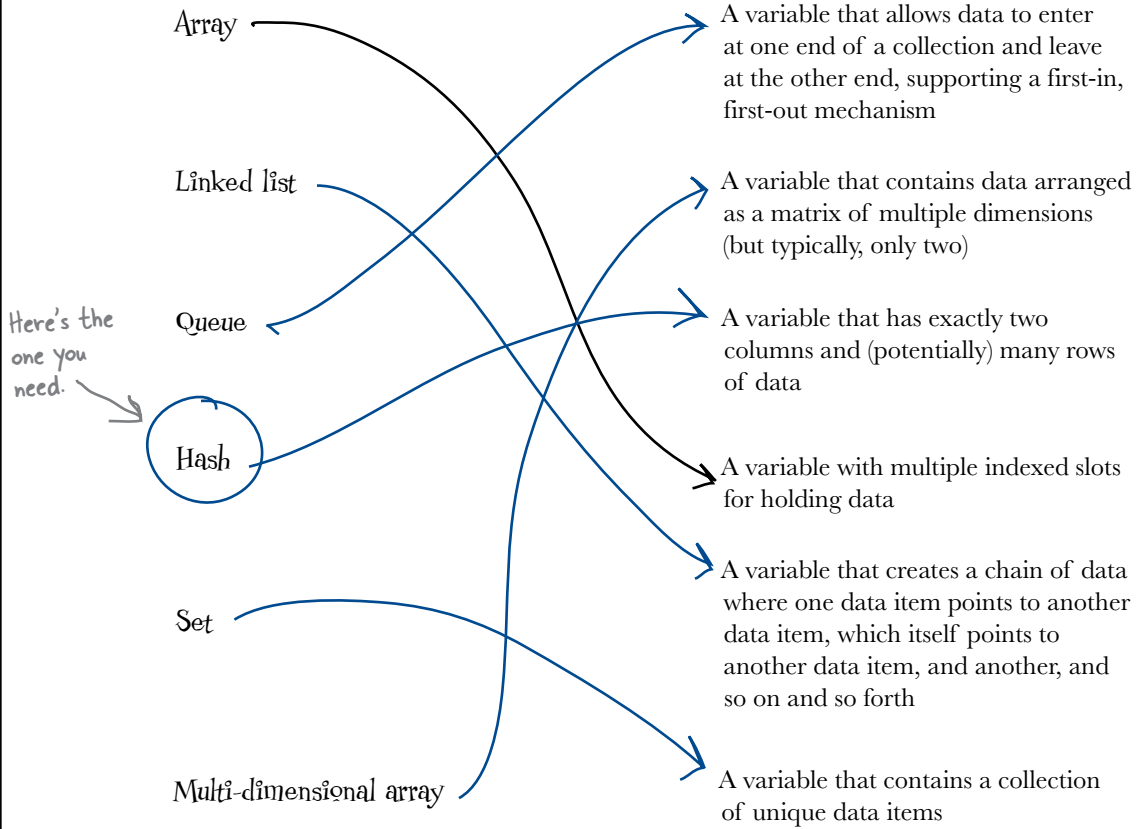 Array
Linked list
Queue
Here's the
one you
need.
Hash
Set
Multi-dimensional array
A variable that allows data to enter
at one end of a collection and leave
at the other end, supporting a first-in,
first-out mechanism
A variable that contains data arranged
as a matrix of multiple dimensions
(but typically, only two)
A variable that has exactly two
columns and (potentially) many rows
of data
A variable with multiple indexed slots
for holding data
A variable that creates a chain of data
where one data item points to another
data item, which itself points to
another data item, and another, and
so on and so forth
A variable that contains a collection
of unique data items